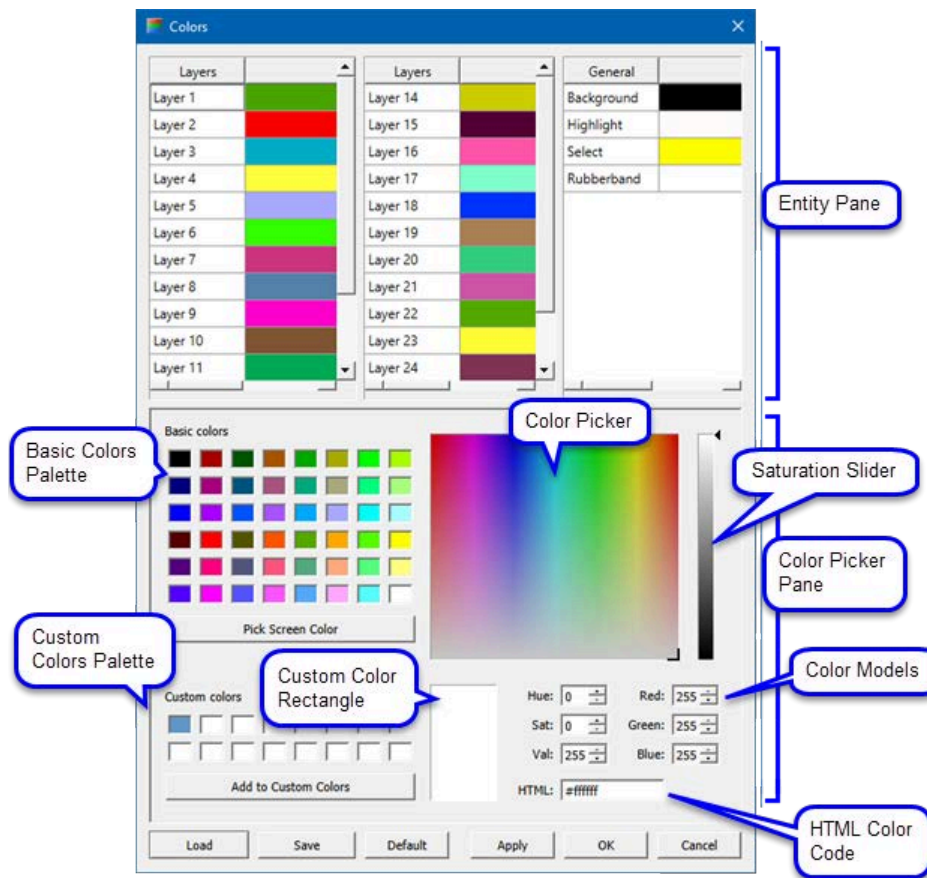 Colors
Layers
Layer 1
Layer 2
Layer 3
Layer 4
Layer 5
Layer 6
Layer 7
Layer 8
Layer 9
Layer 10
Layer 11
Layers
Layer 14
Layer 15
Layer 16
Layer 17
Layer 18
Layer 19
Layer 20
Layer 21
Layer 22
Layer 23
Layer 24
General
Background
Highlight
Select
Rubberband
Entity Pane
Basic colors
Basic Colors
Palette
Color Picker
Saturation Slider
Color Picker
Pane
Pick Screen Color
Custom
Colors Palette
Custom colors
Custom Color
Rectangle
Hue: 0 Red: 255
Sat: 0 Green: 255
Val: 255 Blue: 255
HTML: #ffffff
Color Models
Add to Custom Colors
HTML Color
Code
Load Save Default Apply OK Cancel